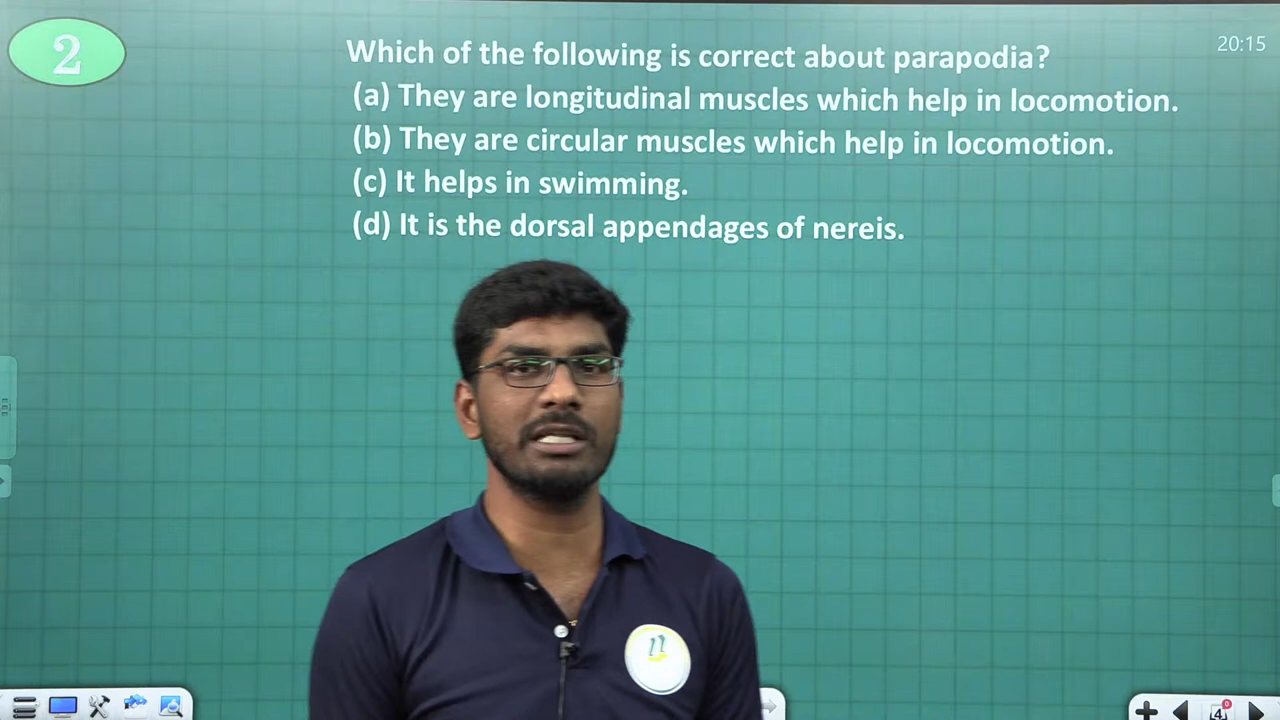 2
Which of the following is correct about parapodia?
20:15
(a) They are longitudinal muscles which help in locomotion.
(b) They are circular muscles which help in locomotion.
(c) It helps in swimming.
(d) It is the dorsal appendages of nereis.
4
0